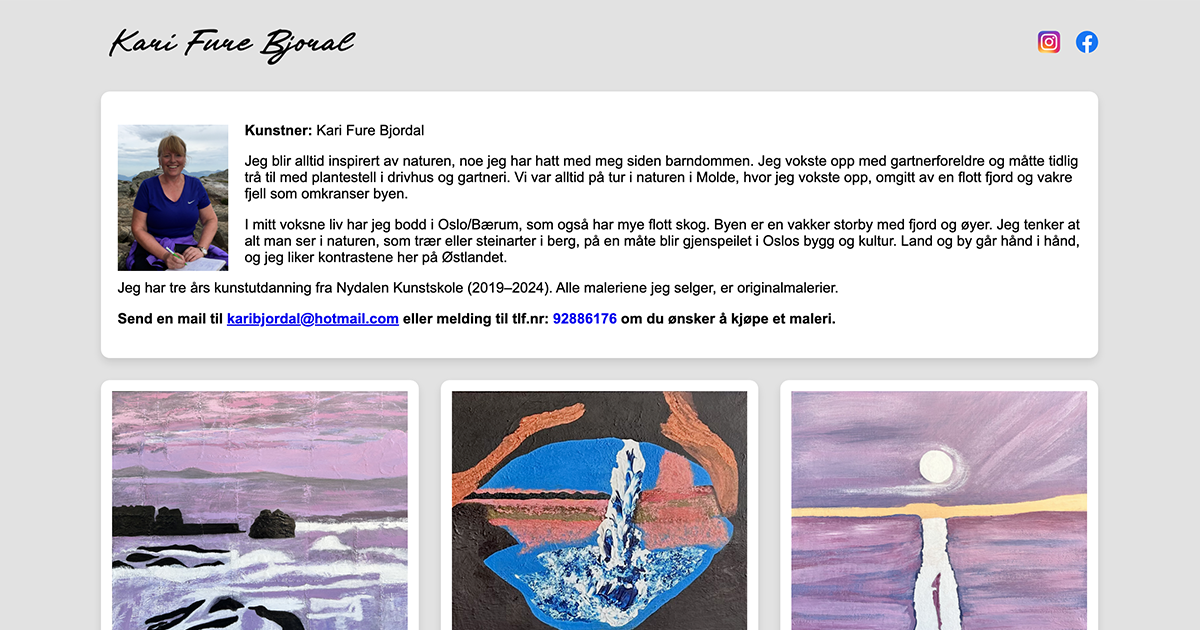 Kari Fure Bjoral
Kunstner: Kari Fure Bjordal
Jeg blir alltid inspirert av naturen, noe jeg har hatt med meg siden barndommen. Jeg vokste opp med gartnerforeldre og måtte tidlig
trå til med plantestell i drivhus og gartneri. Vi var alltid på tur i naturen i Molde, hvor jeg vokste opp, omgitt av en flott fjord og vakre
fjell som omkranser byen.
I mitt voksne liv har jeg bodd i Oslo/Bærum, som også har mye flott skog. Byen er en vakker storby med fjord og øyer. Jeg tenker at
alt man ser i naturen, som trær eller steinarter i berg, på en måte blir gjenspeilet i Oslos bygg og kultur. Land og by går hånd i hånd,
og jeg liker kontrastene her på Østlandet.
Jeg har tre års kunstutdanning fra Nydalen Kunstskole (2019–2024). Alle maleriene jeg selger, er originalmalerier.
Send en mail til karibjordal@hotmail.com eller melding til tlf.nr: 92886176 om du ønsker å kjøpe et maleri.